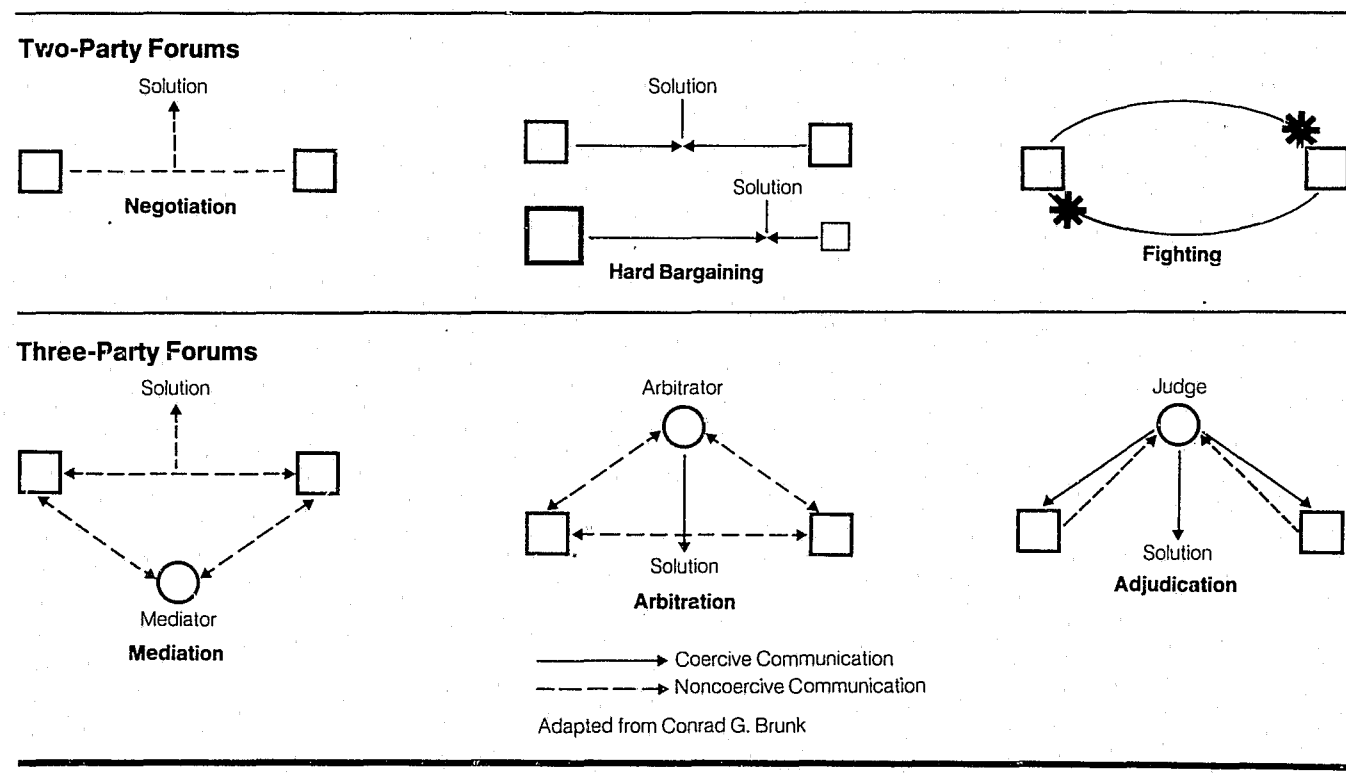 Two-Party Forums
Solution
Negotiation
Solution
Solution
Hard Bargaining
Fighting
Three-Party Forums
Solution
Mediator
Mediation
Arbitrator
Solution
Arbitration
Judge
Solution
Adjudication
Coercive Communication
Noncoercive Communication
Adapted from Conrad G. Brunk